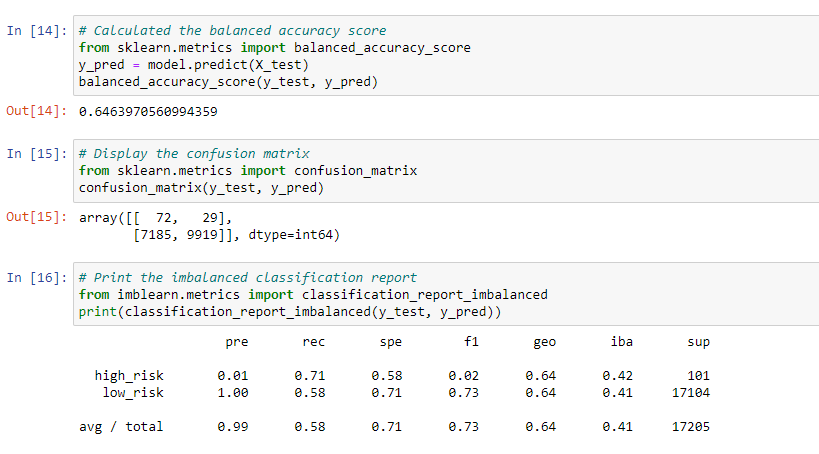 In [14]: # Calculated the balanced accuracy score
from sklearn.metrics import balanced_accuracy_score
y_pred = model.predict(X_test)
balanced_accuracy_score(y_test, y_pred)
Out[14]: 0.6463970560994359
In [15]: # Display the confusion matrix
from sklearn.metrics import confusion_matrix
confusion_matrix(y_test, y_pred)
Out[15]: array([[  72,   29],
       [7185, 9919]], dtype=int64)
In [16]: # Print the imbalanced classification report
from imblearn.metrics import classification_report_imbalanced
print(classification_report_imbalanced(y_test, y_pred))
pre rec spe f1 geo iba sup
high_risk 0.01 0.71 0.58 0.02 0.64 0.42 101
low_risk 1.00 0.58 0.71 0.73 0.64 0.41 17104
avg / total 0.99 0.58 0.71 0.73 0.64 0.41 17205